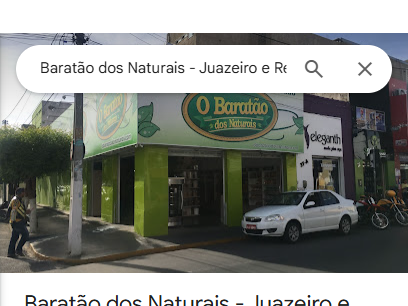 Baratão dos Naturais - Juazeiro e Re
O Baratão
dos Naturais
eleganth
Baratão dos Naturais - Juazeiro e